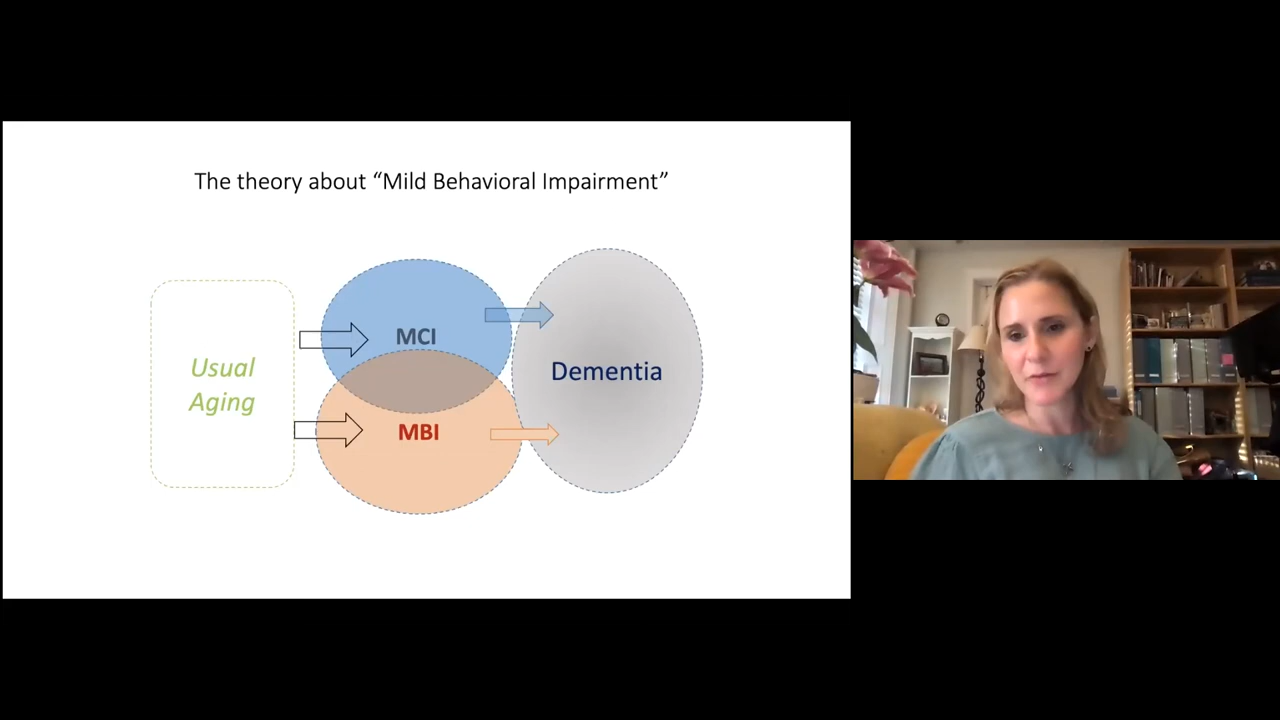 The theory about “Mild Behavioral Impairment”
MCI
Usual
Aging
Dementia
MBI